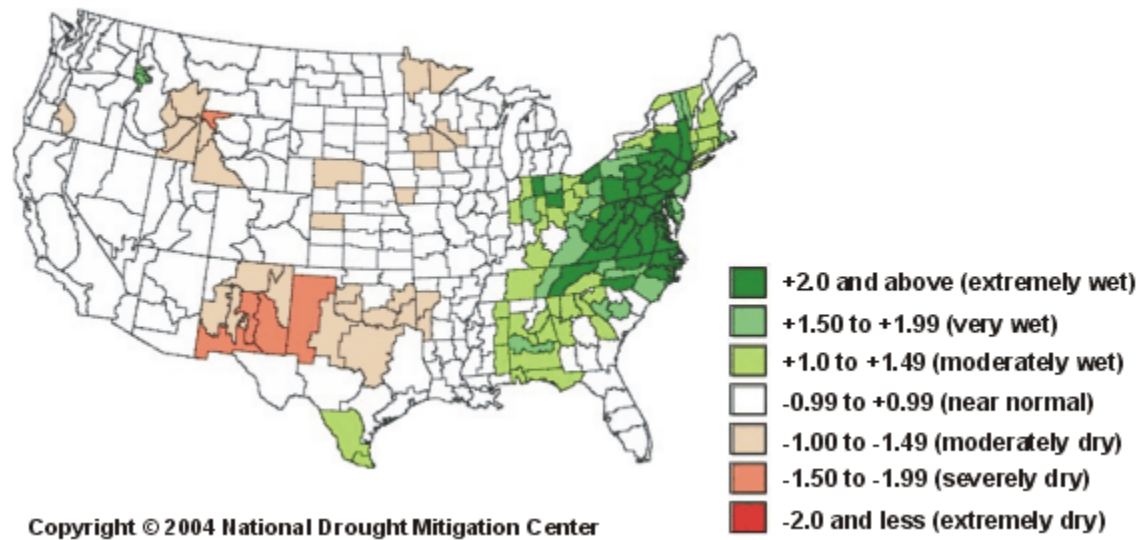 +2.0 and above (extremely wet)
+1.50 to +1.99 (very wet)
+1.0 to +1.49 (moderately wet)
-0.99 to +0.99 (near normal)
-1.00 to -1.49 (moderately dry)
-1.50 to -1.99 (severely dry)
-2.0 and less (extremely dry)
Copyright © 2004 National Drought Mitigation Center